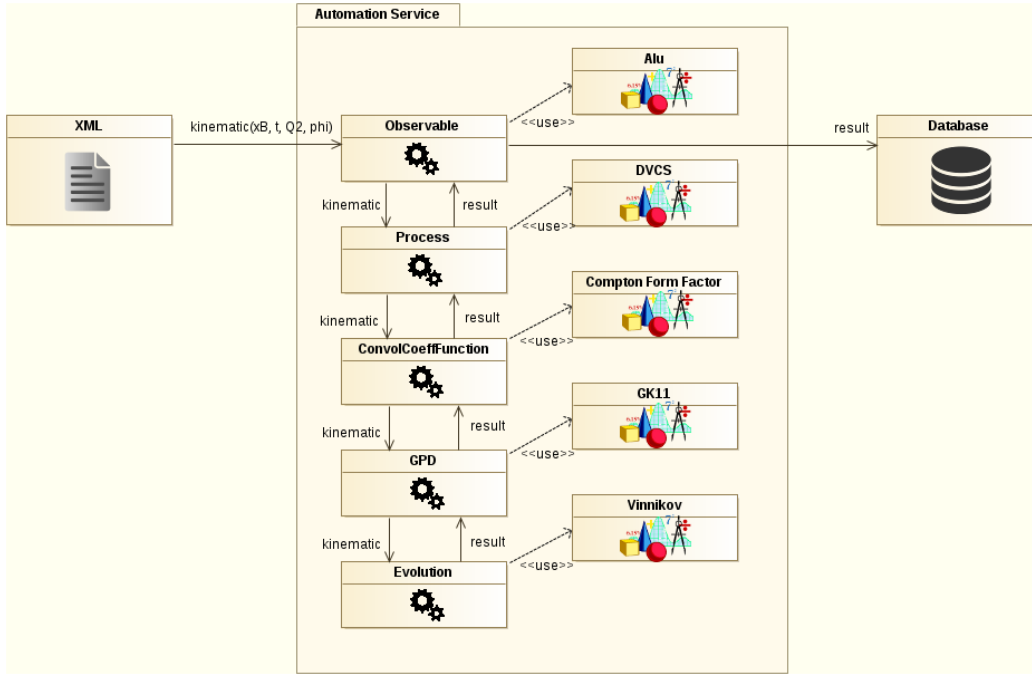 Automation Service
Alu
<<use>>
XML
kinematic(xB, t, Q2, phi)
Observable
result
Database
DVCS
<<use>>
kinematic
result
Process
Compton Form Factor
<<use>>
kinematic
result
ConvolCoeffFunction
GK11
<<use>>
kinematic
result
GPD
Vinnikov
<<use>>
kinematic
result
Evolution